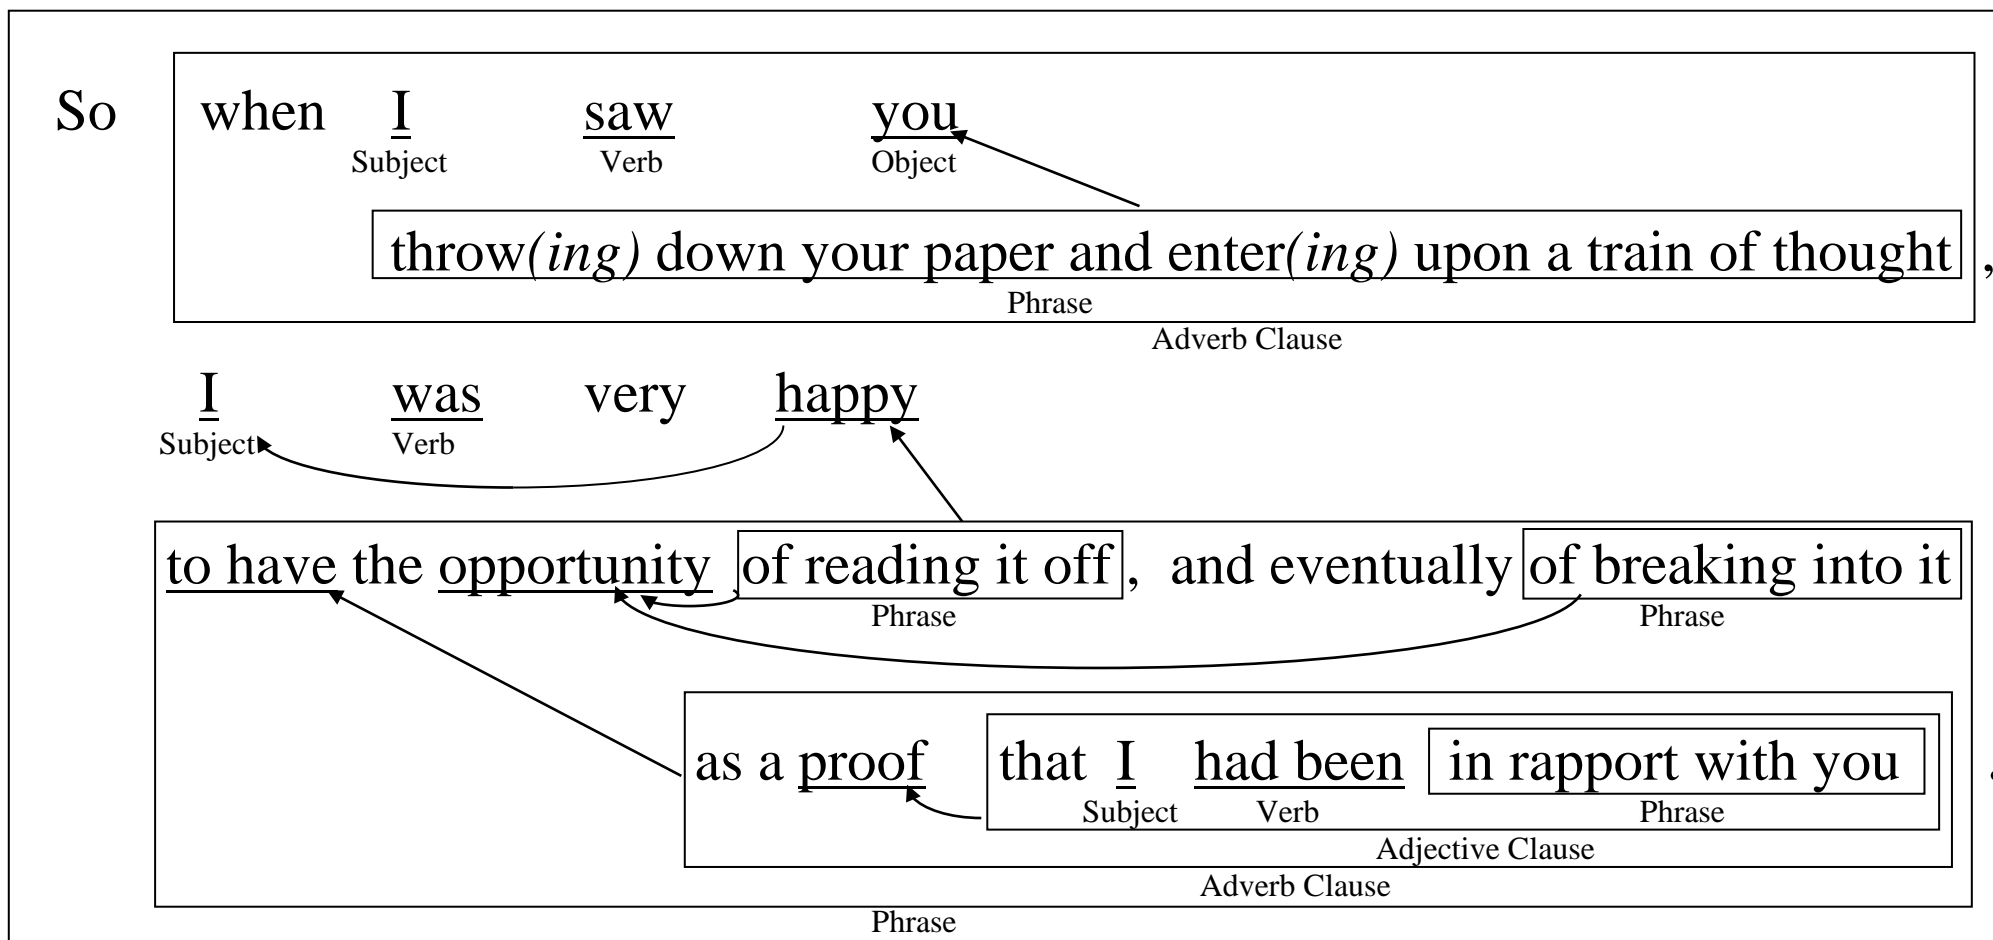 So when I saw you
Subject Verb Object
throw(ing) down your paper and enter(ing) upon a train of thought ,
Phrase
Adverb Clause
I was very happy
Subject Verb
to have the opportunity of reading it off , and eventually of breaking into it
Phrase Phrase
as a proof that I had been in rapport with you .
Subject Verb Phrase
Adjective Clause
Adverb Clause
Phrase